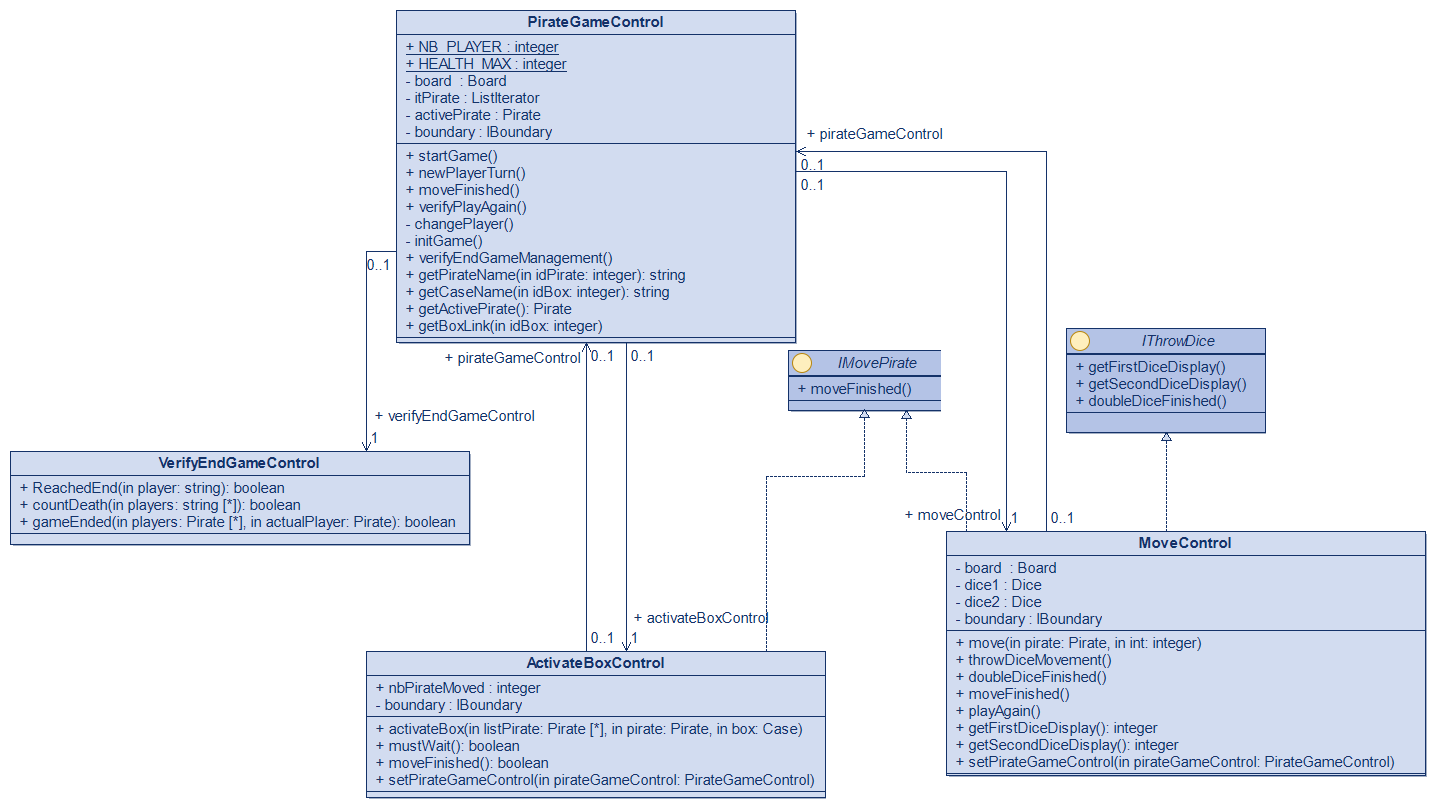 PirateGameControl
+ NB_PLAYER : integer
+ HEALTH_MAX : integer
- board : Board
- itPirate : ListIterator
- activePirate : Pirate
- boundary : IBoundary
+ startGame()
+ newPlayerTurn()
+ moveFinished()
+ verifyPlayAgain()
- changePlayer()
- initGame()
+ verifyEndGameManagement()
+ getPirateName(in idPirate: integer): string
+ getCaseName(in idBox: integer): string
+ getActivePirate(): Pirate
+ getBoxLink(in idBox: integer)
+ pirateGameControl
0..1
0..1
0..1
+ pirateGameControl
0..1
0..1
+ verifyEndGameControl
1
IMovePirate
+ moveFinished()
IThrowDice
+ getFirstDiceDisplay()
+ getSecondDiceDisplay()
+ doubleDiceFinished()
VerifyEndGameControl
+ ReachedEnd(in player: string): boolean
+ countDeath(in players: string [*]): boolean
+ gameEnded(in players: Pirate [*], in actualPlayer: Pirate): boolean
+ moveControl
1
0..1
MoveControl
- board : Board
- dice1 : Dice
- dice2 : Dice
- boundary : IBoundary
+ move(in pirate: Pirate, in int: integer)
+ throwDiceMovement()
+ doubleDiceFinished()
+ moveFinished()
+ playAgain()
+ getFirstDiceDisplay(): integer
+ getSecondDiceDisplay(): integer
+ setPirateGameControl(in pirateGameControl: PirateGameControl)
+ activateBoxControl
0..1
1
ActivateBoxControl
+ nbPirateMoved : integer
- boundary : IBoundary
+ activateBox(in listPirate: Pirate [*], in pirate: Pirate, in box: Case)
+ mustWait(): boolean
+ moveFinished(): boolean
+ setPirateGameControl(in pirateGameControl: PirateGameControl)